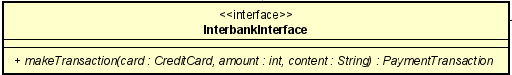 <<interface>>
InterbankInterface
+ makeTransaction(card : CreditCard, amount : int, content : String) : PaymentTransaction